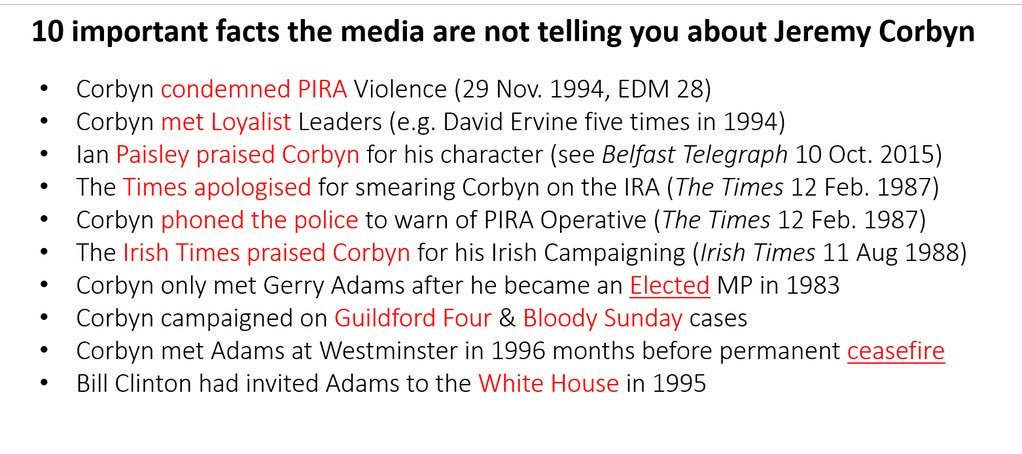 10 important facts the media are not telling you about Jeremy Corbyn
• Corbyn condemned PIRA Violence (29 Nov. 1994, EDM 28)
• Corbyn met Loyalist Leaders (e.g. David Ervine five times in 1994)
• Ian Paisley praised Corbyn for his character (see Belfast Telegraph 10 Oct. 2015)
• The Times apologised for smearing Corbyn on the IRA (The Times 12 Feb. 1987)
• Corbyn phoned the police to warn of PIRA Operative (The Times 12 Feb. 1987)
• The Irish Times praised Corbyn for his Irish Campaigning (Irish Times 11 Aug 1988)
• Corbyn only met Gerry Adams after he became an Elected MP in 1983
• Corbyn campaigned on Guildford Four & Bloody Sunday cases
• Corbyn met Adams at Westminster in 1996 months before permanent ceasefire
• Bill Clinton had invited Adams to the White House in 1995